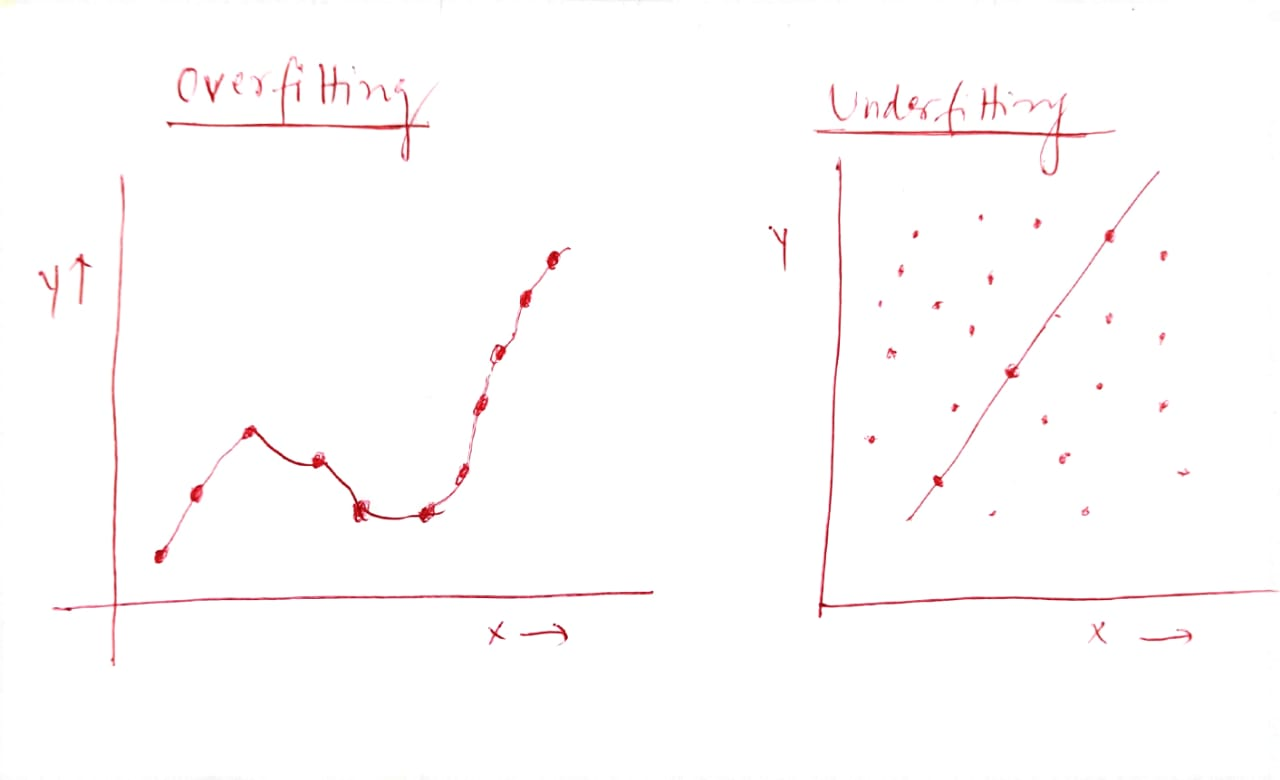 Overfitting
Underfitting
Y↑
Y
X →
X →